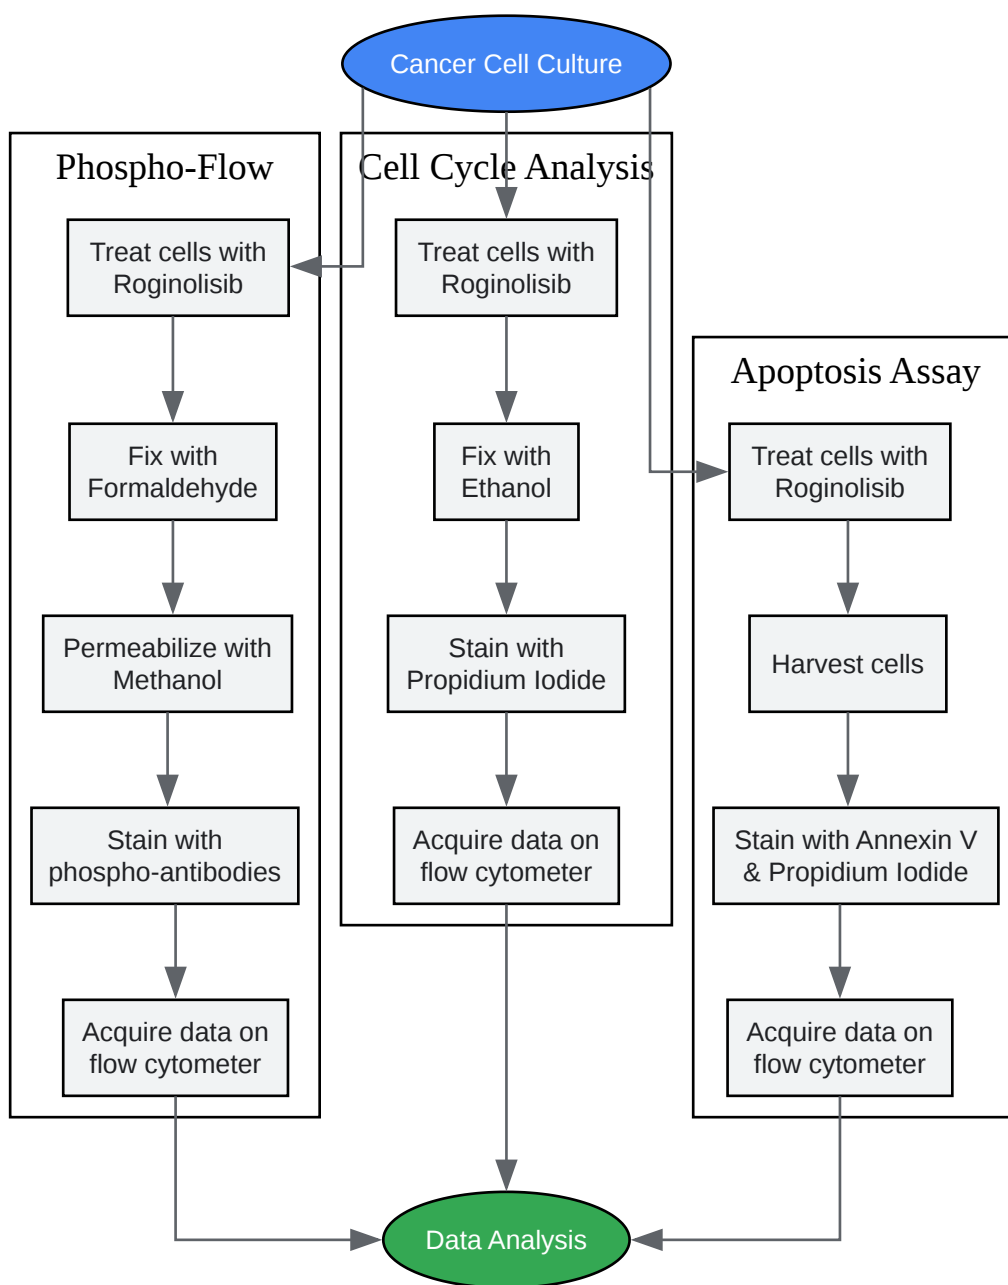 Cancer Cell Culture
Phospho-Flow
Treat cells with
Roginolisib
Fix with
Formaldehyde
Permeabilize with
Methanol
Stain with
phospho-antibodies
Acquire data on
flow cytometer
Cell Cycle Analysis
Treat cells with
Roginolisib
Fix with
Ethanol
Stain with
Propidium Iodide
Acquire data on
flow cytometer
Apoptosis Assay
Treat cells with
Roginolisib
Harvest cells
Stain with Annexin V
& Propidium Iodide
Acquire data on
flow cytometer
Data Analysis